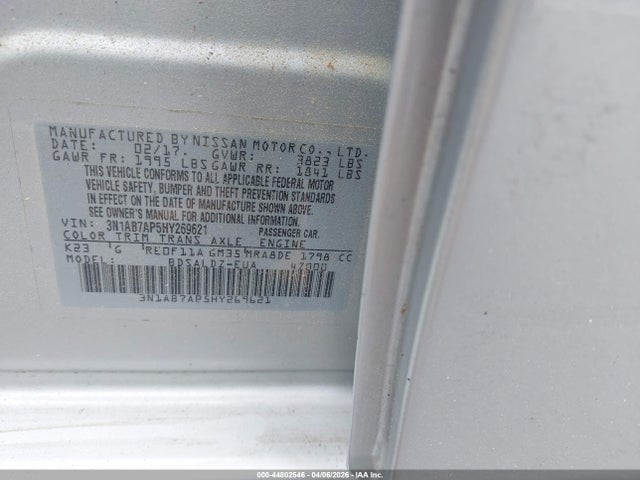 MANUFACTURED BY NISSAN MOTOR CO., LTD.
DATE: 02/17. GVWR: 3823 LBS
GAWR FR: 1995 LBS GAWR RR: 1841 LBS
THIS VEHICLE CONFORMS TO ALL APPLICABLE FEDERAL MOTOR
VEHICLE SAFETY, BUMPER AND THEFT PREVENTION STANDARDS
IN EFFECT ON THE DATE OF MANUFACTURE SHOWN ABOVE.
SEE OWNER'S MANUAL FOR ADDITIONAL INFORMATION.
VIN: 3N1AB7AP5HY269621 PASSENGER CAR.
COLOR TRIM TRANS AXLE ENGINE
K23 G RE0F11A GM35 MRA8DE 1798 CC
MODEL: BDSALDZ-EUA
3N1AB7AP5HY269621
000-44802546 - 04/06/2026 - IAA Inc.